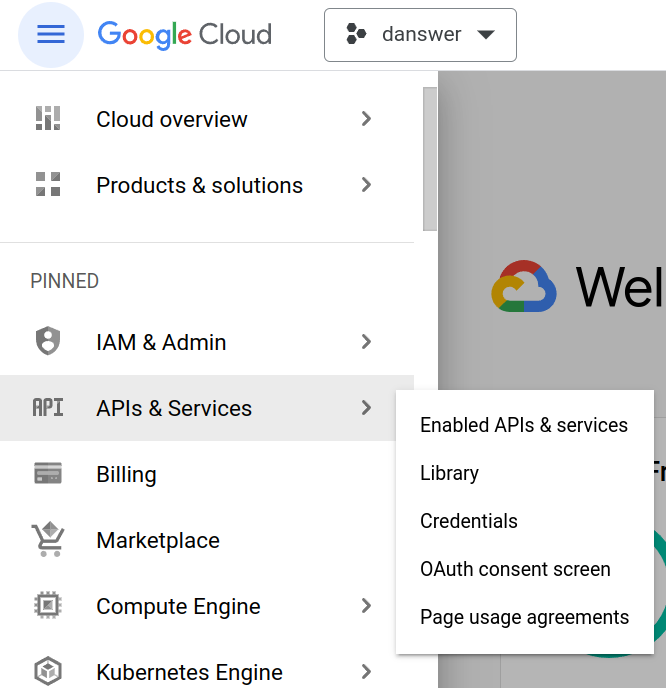 Google Cloud
danswer
Cloud overview
Products & solutions
PINNED
IAM & Admin
API
APIs & Services
Billing
Marketplace
Compute Engine
Kubernetes Engine
Enabled APIs & services
Library
Credentials
OAuth consent screen
Page usage agreements
Wel
Fr